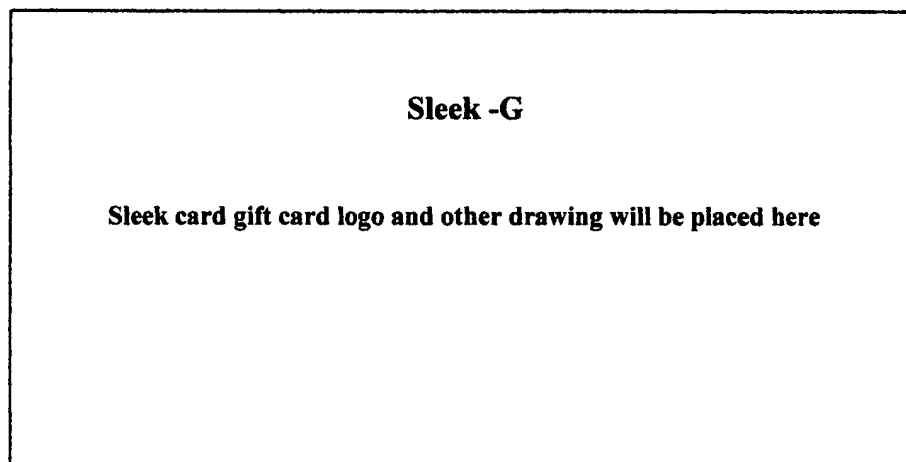 Sleek -G
Sleek card gift card logo and other drawing will be placed here